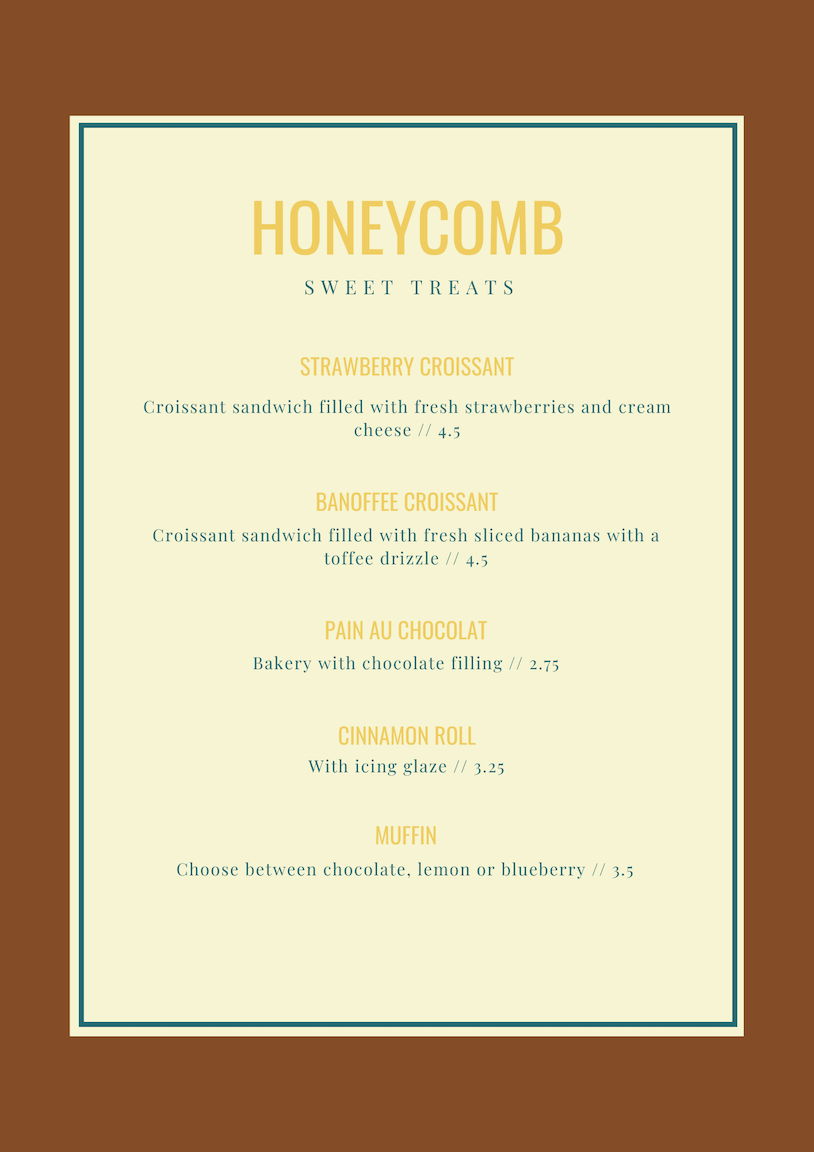 HONEYCOMB
SWEET TREATS
STRAWBERRY CROISSANT
Croissant sandwich filled with fresh strawberries and cream
cheese // 4.5
BANOFFEE CROISSANT
Croissant sandwich filled with fresh sliced bananas with a
toffee drizzle // 4.5
PAIN AU CHOCOLAT
Bakery with chocolate filling // 2.75
CINNAMON ROLL
With icing glaze // 3.25
MUFFIN
Choose between chocolate, lemon or blueberry // 3.5